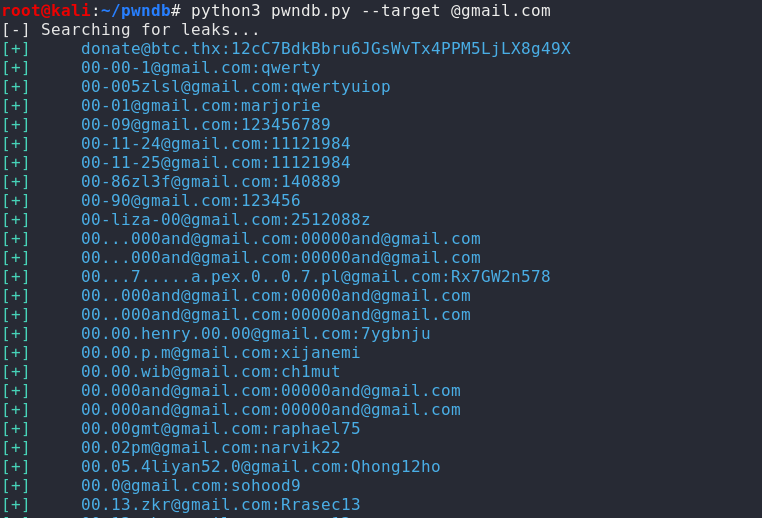 root@kali:~/pwndb# python3 pwndb.py --target @gmail.com
[-] Searching for leaks...
[+] donate@btc.thx:12cC7BdkBbru6JGsWvTx4PPM5LjLX8g49X
[+] 00-00-1@gmail.com:qwerty
[+] 00-005zlsl@gmail.com:qwertyuiop
[+] 00-01@gmail.com:marjorie
[+] 00-09@gmail.com:123456789
[+] 00-11-24@gmail.com:11121984
[+] 00-11-25@gmail.com:11121984
[+] 00-86zl3f@gmail.com:140889
[+] 00-90@gmail.com:123456
[+] 00-liza-00@gmail.com:2512088z
[+] 00...000and@gmail.com:00000and@gmail.com
[+] 00...000and@gmail.com:00000and@gmail.com
[+] 00...7.....a.pex.0..0.7.pl@gmail.com:Rx7GW2n578
[+] 00..000and@gmail.com:00000and@gmail.com
[+] 00..000and@gmail.com:00000and@gmail.com
[+] 00.00.henry.00.00@gmail.com:7ygbnju
[+] 00.00.p.m@gmail.com:xijanemi
[+] 00.00.wib@gmail.com:ch1mut
[+] 00.000and@gmail.com:00000and@gmail.com
[+] 00.000and@gmail.com:00000and@gmail.com
[+] 00.00gmt@gmail.com:raphael75
[+] 00.02pm@gmail.com:narvik22
[+] 00.05.4liyan52.0@gmail.com:Qhong12ho
[+] 00.0@gmail.com:sohood9
[+] 00.13.zkr@gmail.com:Rrasec13